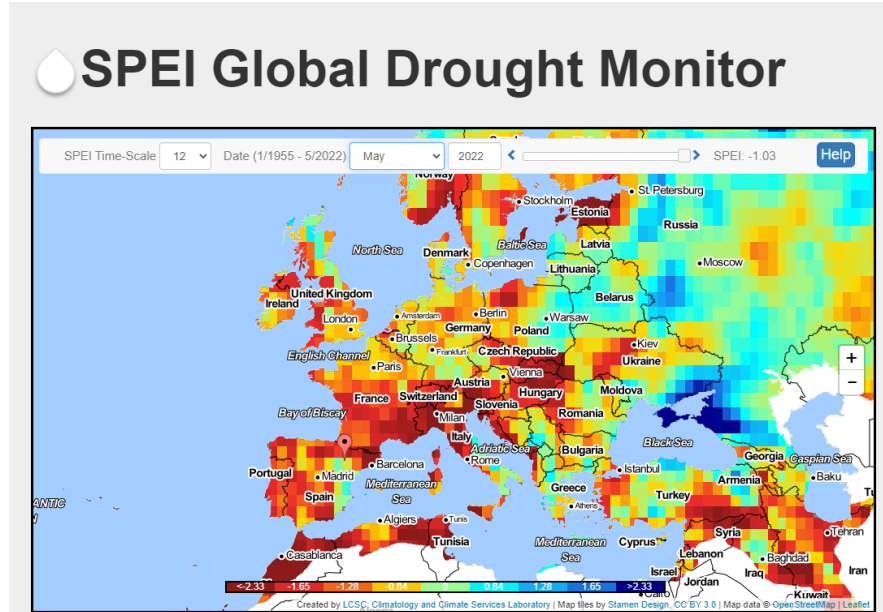 SPEI Global Drought Monitor
SPEI Time-Scale 12 Date (1/1955 - 5/2022) May 2022 SPEI: -1.03 Help
Norway
Stockholm
St. Petersburg
Estonia
Russia
North Sea
Baltic Sea
Denmark
Latvia
Copenhagen
Moscow
Lithuania
United Kingdom
Ireland
Belarus
London
Amsterdam
Berlin
Warsaw
Germany
Poland
Brussels
Kiev
English Channel
Frankfurt
Czech Republic
Ukraine
+
Paris
Vienna
-
Austria
France
Switzerland
Hungary
Moldova
Slovenia
Bay of Biscay
Milan
Romania
Italy
Adriatic Sea
Bulgaria
Black Sea
Georgia
Caspian Sea
Barcelona
Rome
Istanbul
Portugal
Madrid
Armenia
Baku
Mediterranean
Sea
Greece
Turkey
Spain
ANTIC
Athens
Algiers
Tunis
Syria
Tehran
Tunisia
Mediterranean
Sea
Cyprus
Lebanon
Casablanca
Baghdad
Israel
Iraq
Iran
Jordan
<-2.33 -1.65 -1.28 -0.84 0 0.84 1.28 1.65 >2.33
Cairo
Kuwait
Created by LCSC, Climatology and Climate Services Laboratory | Map tiles by Stamen Design, CC BY 3.0 | Map data © OpenStreetMap | Leaflet